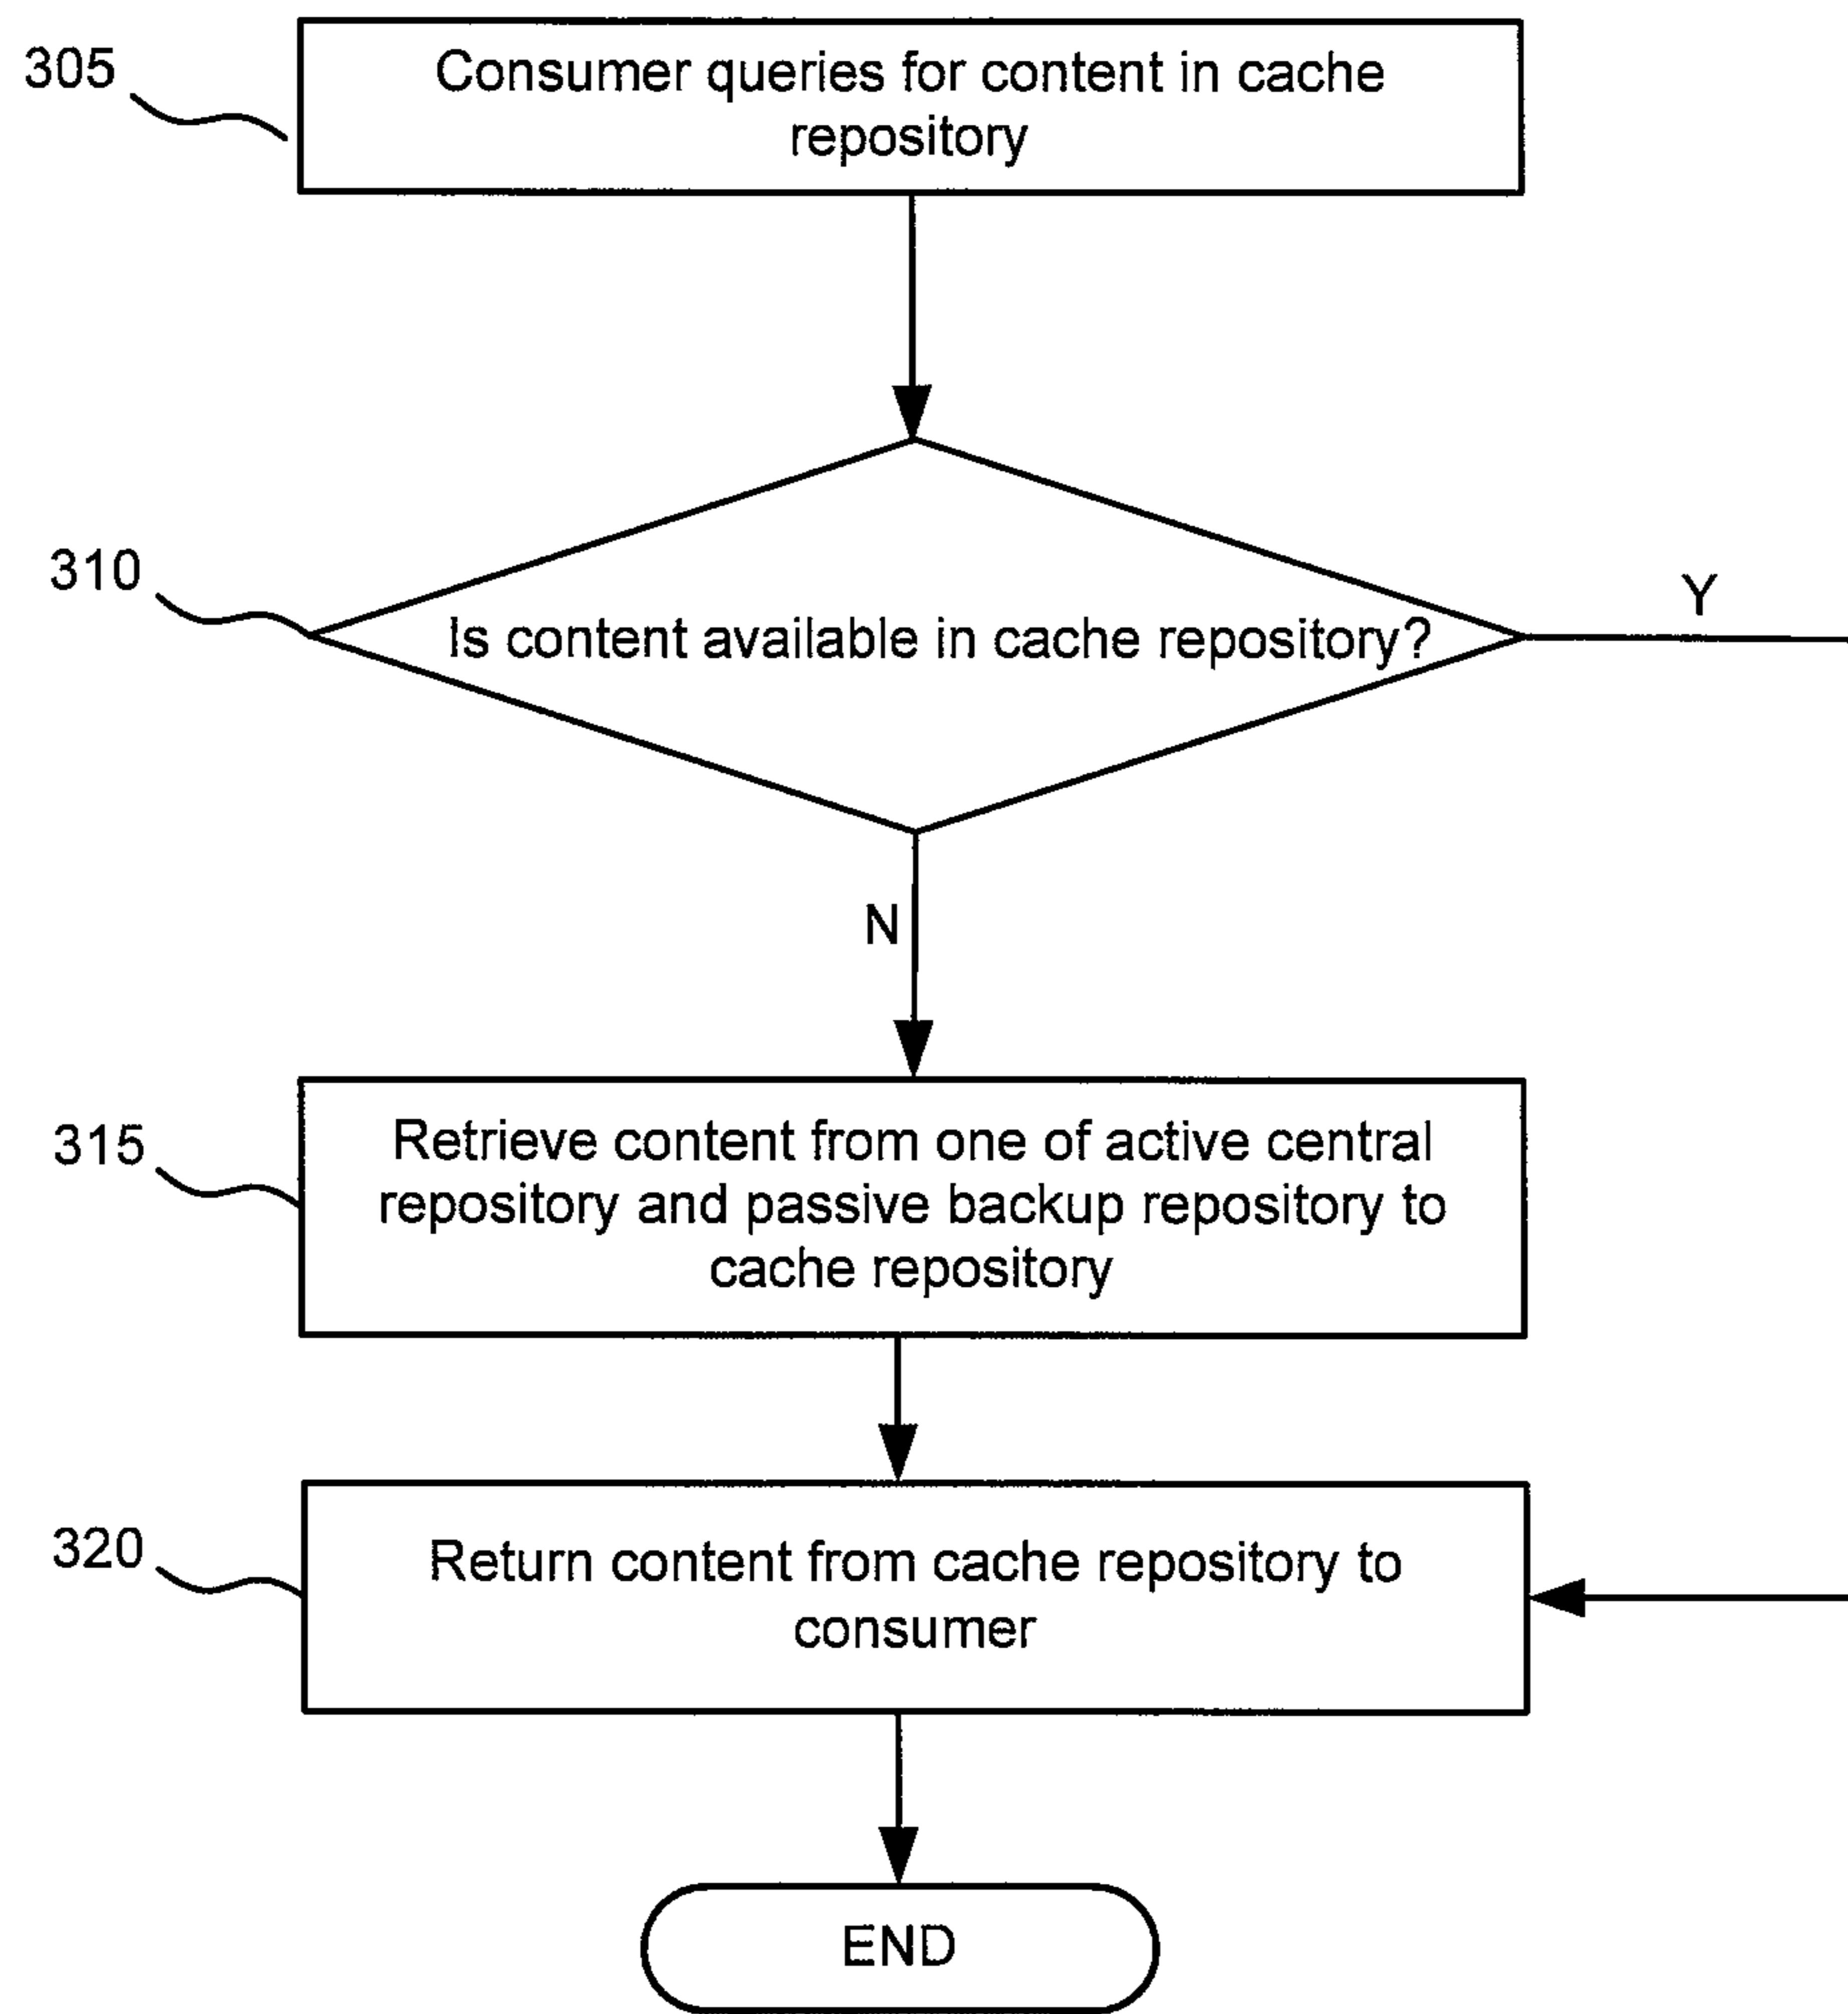 305
Consumer queries for content in cache
repository
310
Is content available in cache repository?
Y
N
315
Retrieve content from one of active central
repository and passive backup repository to
cache repository
320
Return content from cache repository to
consumer
END